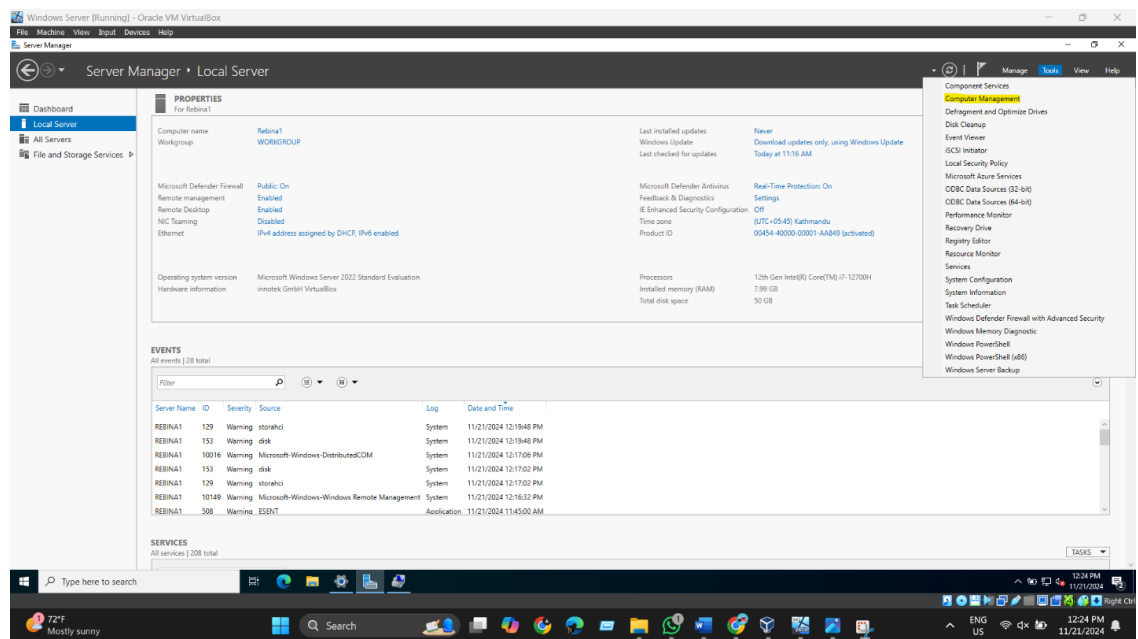 Windows Server [Running] - Oracle VM VirtualBox
File Machine View Input Devices Help
Server Manager
Server Manager • Local Server
Manage Tools View Help
Dashboard
Local Server
All Servers
File and Storage Services
PROPERTIES
For Rebina1
Computer name Rebina1
Workgroup WORKGROUP
Last installed updates Never
Windows Update Download updates only, using Windows Update
Last checked for updates Today at 11:16 AM
Microsoft Defender Firewall Public: On
Remote management Enabled
Remote Desktop Enabled
NIC Teaming Disabled
Ethernet IPv4 address assigned by DHCP, IPv6 enabled
Microsoft Defender Antivirus Real-Time Protection: On
Feedback & Diagnostics Settings
IE Enhanced Security Configuration Off
Time zone (UTC+05:45) Kathmandu
Product ID 00454-40000-00001-AA849 (activated)
Operating system version Microsoft Windows Server 2022 Standard Evaluation
Hardware information innotek GmbH VirtualBox
Processors 12th Gen Intel(R) Core(TM) i7-12700H
Installed memory (RAM) 7.99 GB
Total disk space 50 GB
Component Services
Computer Management
Defragment and Optimize Drives
Disk Cleanup
Event Viewer
iSCSI Initiator
Local Security Policy
Microsoft Azure Services
ODBC Data Sources (32-bit)
ODBC Data Sources (64-bit)
Performance Monitor
Recovery Drive
Registry Editor
Resource Monitor
Services
System Configuration
System Information
Task Scheduler
Windows Defender Firewall with Advanced Security
Windows Memory Diagnostic
Windows PowerShell
Windows PowerShell (x86)
Windows Server Backup
EVENTS
All events | 28 total
Filter
Server Name ID Severity Source Log Date and Time
REBINA1 129 Warning storahci System 11/21/2024 12:19:48 PM
REBINA1 153 Warning disk System 11/21/2024 12:19:48 PM
REBINA1 10016 Warning Microsoft-Windows-DistributedCOM System 11/21/2024 12:17:06 PM
REBINA1 153 Warning disk System 11/21/2024 12:17:02 PM
REBINA1 129 Warning storahci System 11/21/2024 12:17:02 PM
REBINA1 10149 Warning Microsoft-Windows-Windows Remote Management System 11/21/2024 12:16:32 PM
REBINA1 508 Warning ESENT Application 11/21/2024 11:45:00 AM
SERVICES
All services | 208 total
TASKS
Type here to search
12:24 PM
11/21/2024
2
Right Ctrl
1
72°F
Mostly sunny
Search
ENG
US
12:24 PM
11/21/2024